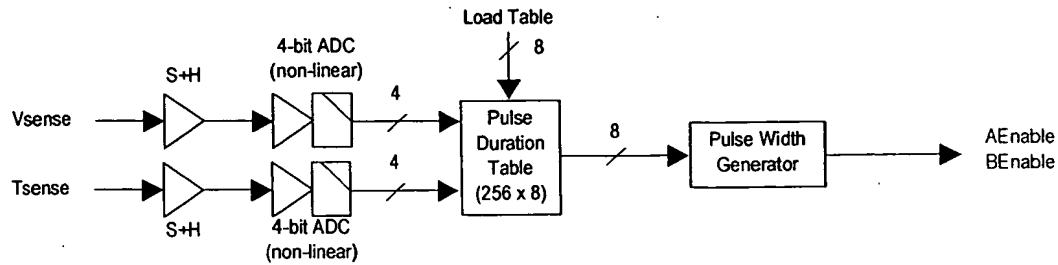 Load Table
8
4-bit ADC
(non-linear)
S+H
4
Vsense
Pulse
Duration
Table
(256 x 8)
8
Pulse Width
Generator
AEnable
BEnable
Tsense
4
S+H
4-bit ADC
(non-linear)